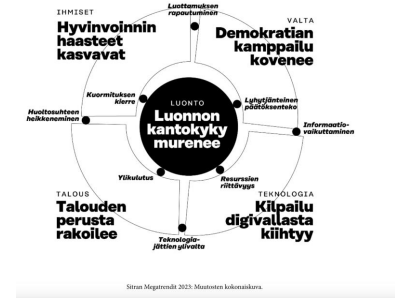 Luottamuksen
rapautuminen
IHMISET
Hyvinvoinnin
haasteet
kasvavat
VALTA
Demokratian
kamppailu
kovenee
Kuormituksen
kierre
LUONTO
Luonnon
kantokyky
murenee
Lyhytjänteinen
päätöksenteko
Huoltosuhteen
heikkeneminen
Informaatio-
vaikuttaminen
Ylikulutus
Resurssien
riittävyys
TALOUS
Talouden
perusta
rakoilee
TEKNOLOGIA
Kilpailu
digivallasta
kiihtyy
Teknologia-
jättien ylivalta
Sitran Megatrendit 2023: Muutosten kokonaiskuva.